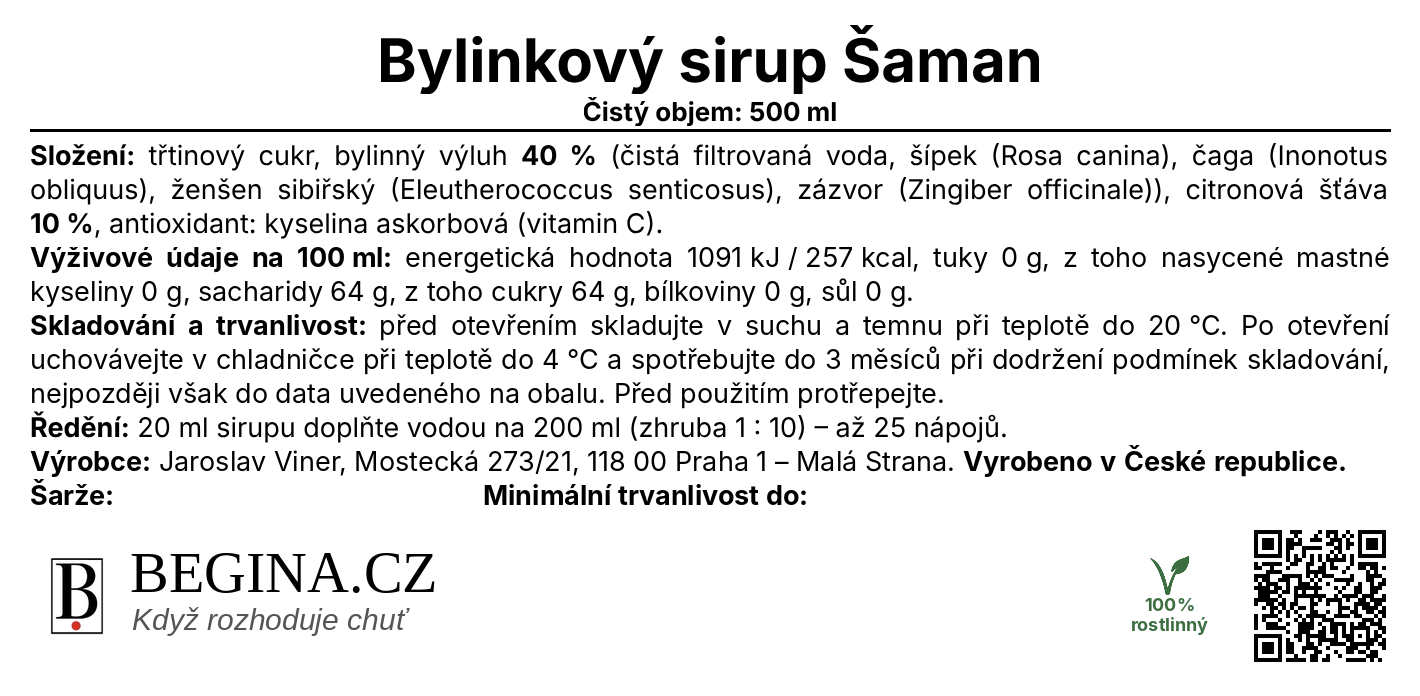 Bylinkový sirup Šaman
Čistý objem: 500 ml
Složení: třtinový cukr, bylinný výluh 40 % (čistá filtrovaná voda, šípek (Rosa canina), čaga (Inonotus
obliquus), ženšen sibiřský (Eleutherococcus senticosus), zázvor (Zingiber officinale)), citronová šťáva
10 %, antioxidant: kyselina askorbová (vitamin C).
Výživové údaje na 100 ml: energetická hodnota 1091 kJ / 257 kcal, tuky 0 g, z toho nasycené mastné
kyseliny 0 g, sacharidy 64 g, z toho cukry 64 g, bílkoviny 0 g, sůl 0 g.
Skladování a trvanlivost: před otevřením skladujte v suchu a temnu při teplotě do 20 °C. Po otevření
uchovávejte v chladničce při teplotě do 4 °C a spotřebujte do 3 měsíců při dodržení podmínek skladování,
nejpozději však do data uvedeného na obalu. Před použitím protřepejte.
Ředění: 20 ml sirupu doplňte vodou na 200 ml (zhruba 1 : 10) – až 25 nápojů.
Výrobce: Jaroslav Viner, Mostecká 273/21, 118 00 Praha 1 – Malá Strana. Vyrobeno v České republice.
Šarže: Minimální trvanlivost do:
B BEGINA.CZ
Když rozhoduje chuť
100%
rostlinný